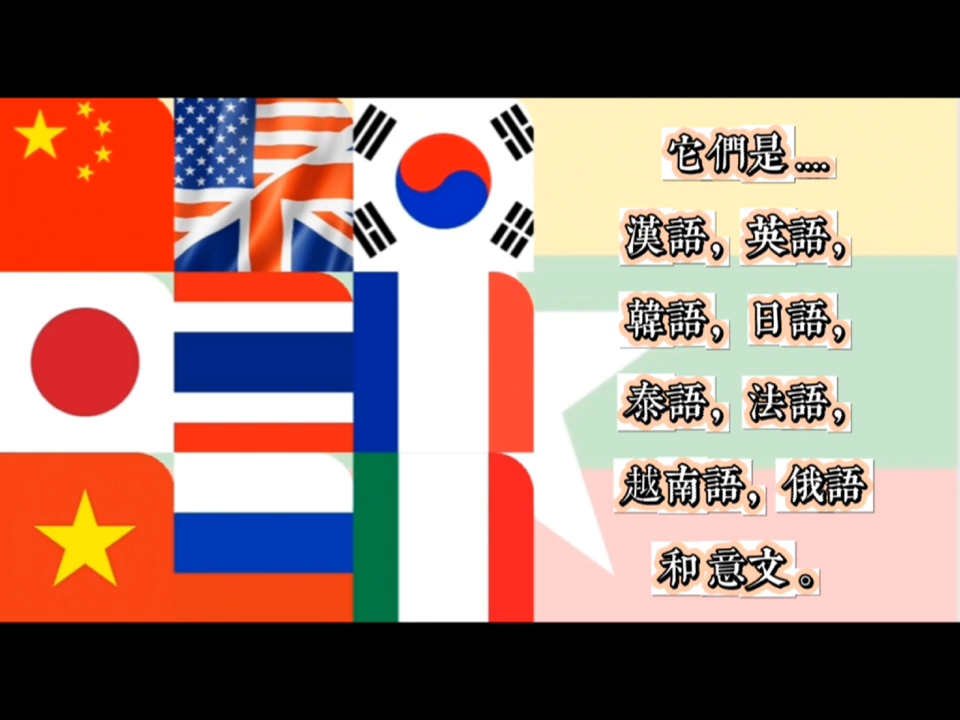 它們是....
漢語，英語，
韓語，日語，
泰語，法語，
越南語，俄語
和意文。